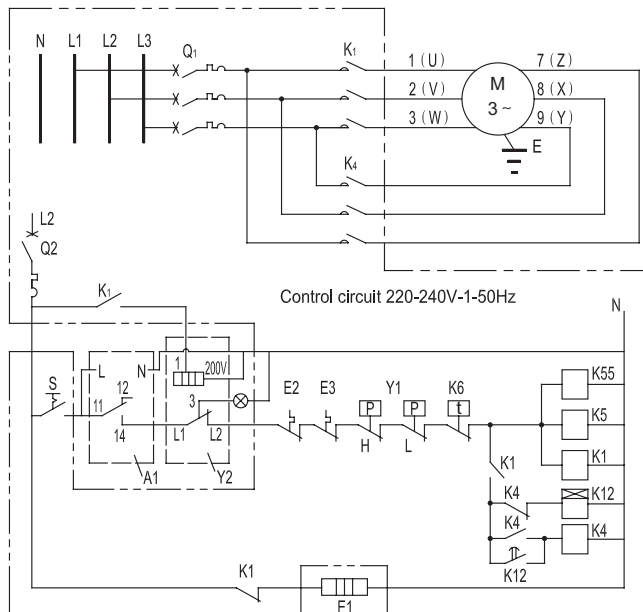 N L1 L2 L3
Q1
K1
1 (U)
7 (Z)
M
3 ~
2 (V)
8 (X)
3 (W)
9 (Y)
E
K4
L2
Q2
K1
Control circuit 220-240V-1-50Hz
N
L
N
1
200V
S
12
11
14
3
L1
L2
A1
Y2
E2
E3
Y1
K6
P
P
t
H
L
K55
K5
K1
K1
K4
K12
K4
K4
K12
K1
E1